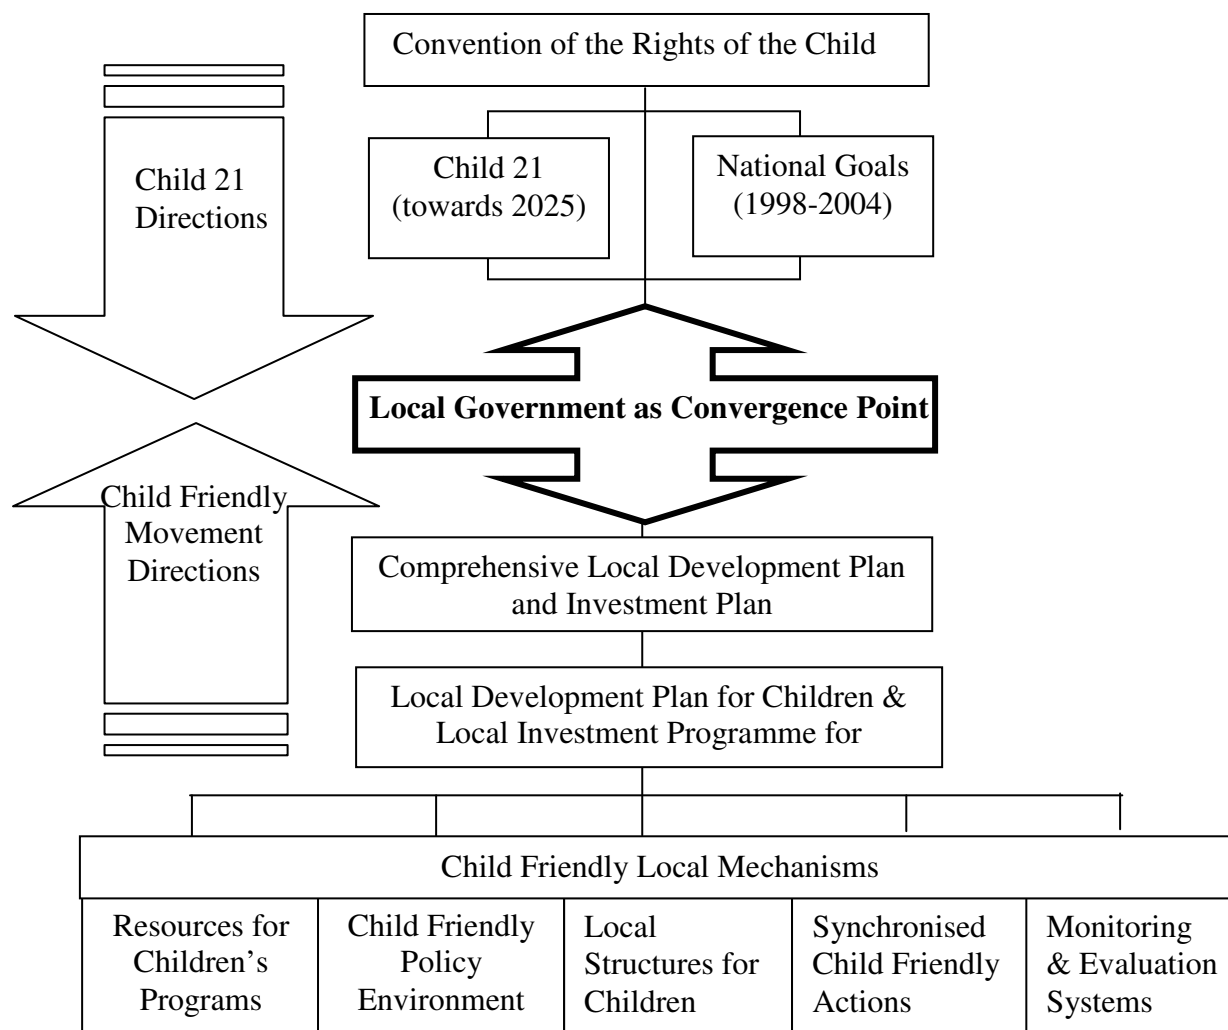 Convention of the Rights of the Child
Child 21
Directions
Child 21
(towards 2025)
National Goals
(1998-2004)
Local Government as Convergence Point
Child Friendly
Movement
Directions
Comprehensive Local Development Plan
and Investment Plan
Local Development Plan for Children &
Local Investment Programme for
Child Friendly Local Mechanisms
Resources for
Children’s
Programs
Child Friendly
Policy
Environment
Local
Structures for
Children
Synchronised
Child Friendly
Actions
Monitoring
& Evaluation
Systems